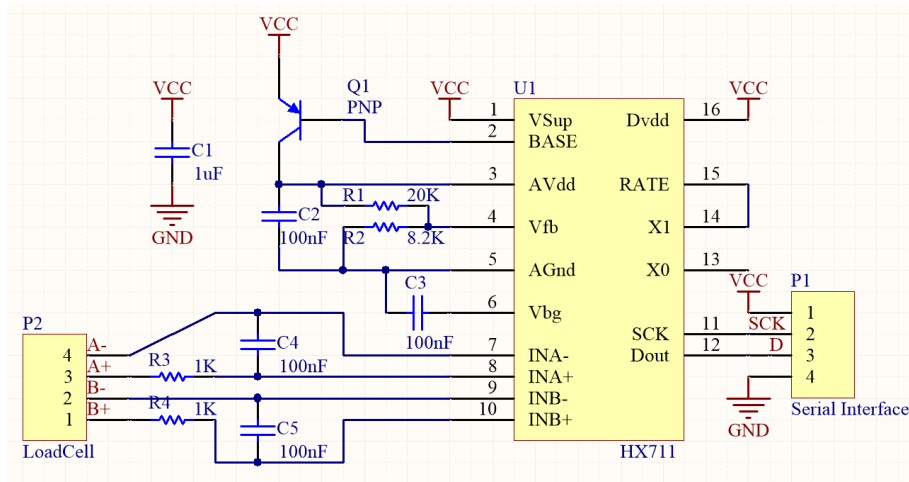 VCC
VCC
Q1
PNP
VCC
U1
VCC
1
VSup
Dvdd
16
2
BASE
C1
1uF
3
AVdd
RATE
15
R1
20K
C2
100nF
4
Vfb
X1
14
R2
8.2K
GND
5
AGnd
X0
13
C3
VCC
P1
6
Vbg
1
P2
SCK
11
SCK
2
C4
100nF
Dout
12
D
3
4
A-
7
INA-
4
R3
1K
100nF
3
A+
8
INA+
2
B-
9
INB-
Serial Interface
1
B+
R4
1K
10
INB+
GND
C5
100nF
LoadCell
HX711